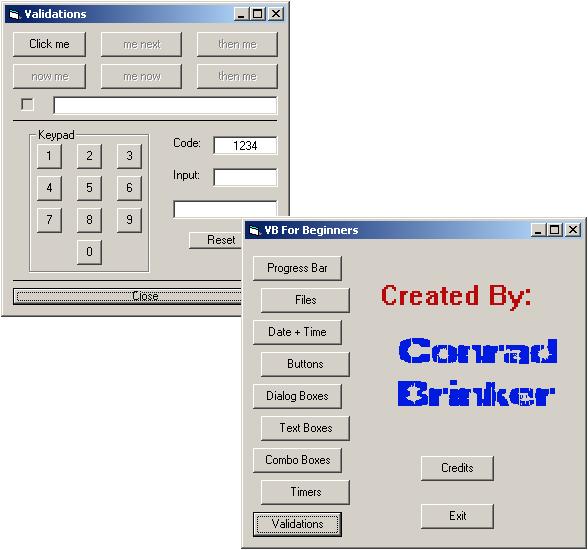 Validations
Click me me next then me
now me me now then me
Keypad
1 2 3
4 5 6
7 8 9
0
Code: 1234
Input:
Reset
Close
VB For Beginners
Progress Bar
Files
Date + Time
Buttons
Dialog Boxes
Text Boxes
Combo Boxes
Timers
Validations
Created By:
Conrad
Brinker
Credits
Exit